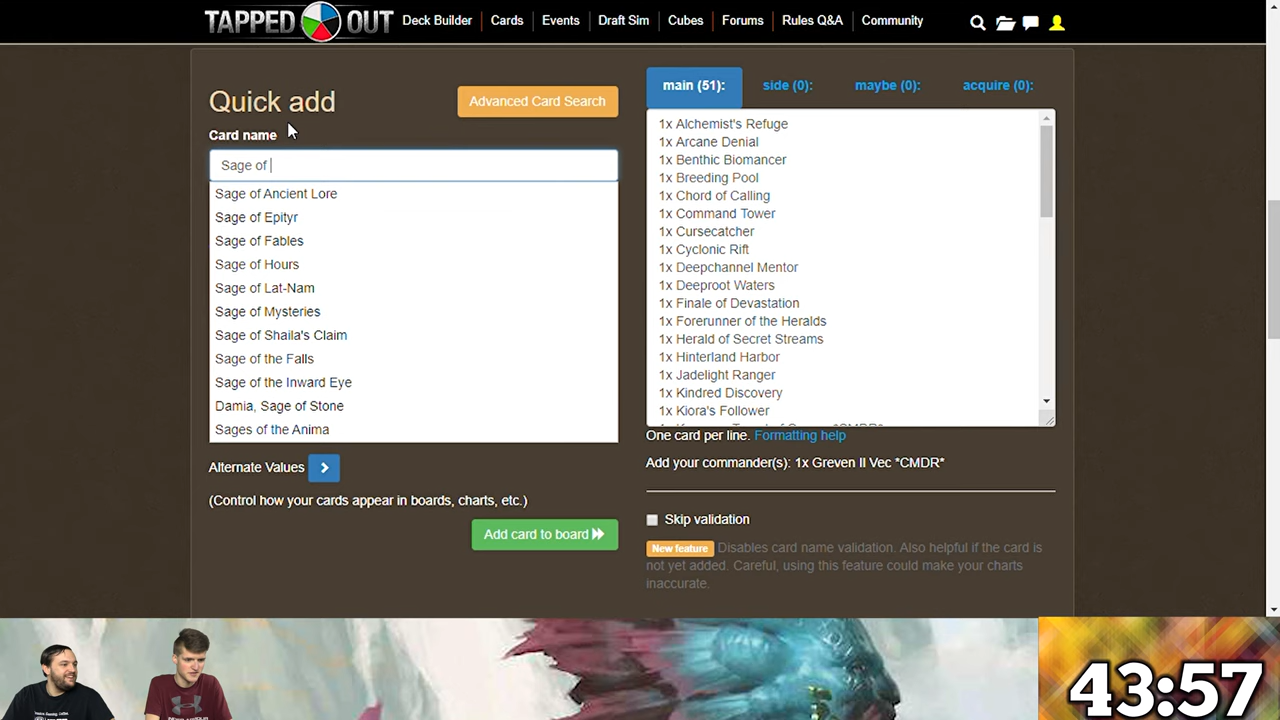 TAPPED OUT
Deck Builder
Cards
Events
Draft Sim
Cubes
Forums
Rules Q&A
Community
Quick add
Advanced Card Search
Card name
Sage of
Sage of Ancient Lore
Sage of Epityr
Sage of Fables
Sage of Hours
Sage of Lat-Nam
Sage of Mysteries
Sage of Shaila's Claim
Sage of the Falls
Sage of the Inward Eye
Damia, Sage of Stone
Sages of the Anima
Alternate Values
(Control how your cards appear in boards, charts, etc.)
Add card to board
main (51):
side (0):
maybe (0):
acquire (0):
1x Alchemist's Refuge
1x Arcane Denial
1x Benthic Biomancer
1x Breeding Pool
1x Chord of Calling
1x Command Tower
1x Cursecatcher
1x Cyclonic Rift
1x Deepchannel Mentor
1x Deeproot Waters
1x Finale of Devastation
1x Forerunner of the Heralds
1x Herald of Secret Streams
1x Hinterland Harbor
1x Jadelight Ranger
1x Kindred Discovery
1x Kiora's Follower
One card per line. Formatting help
Add your commander(s): 1x Greven Il Vec *CMDR*
Skip validation
New feature Disables card name validation. Also helpful if the card is
not yet added. Careful, using this feature could make your charts
inaccurate.
43:57